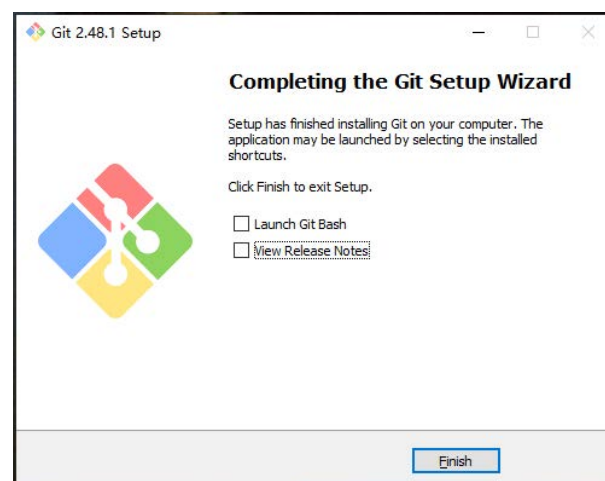 Git 2.48.1 Setup
Completing the Git Setup Wizard
Setup has finished installing Git on your computer. The
application may be launched by selecting the installed
shortcuts.
Click Finish to exit Setup.
Launch Git Bash
View Release Notes
Finish